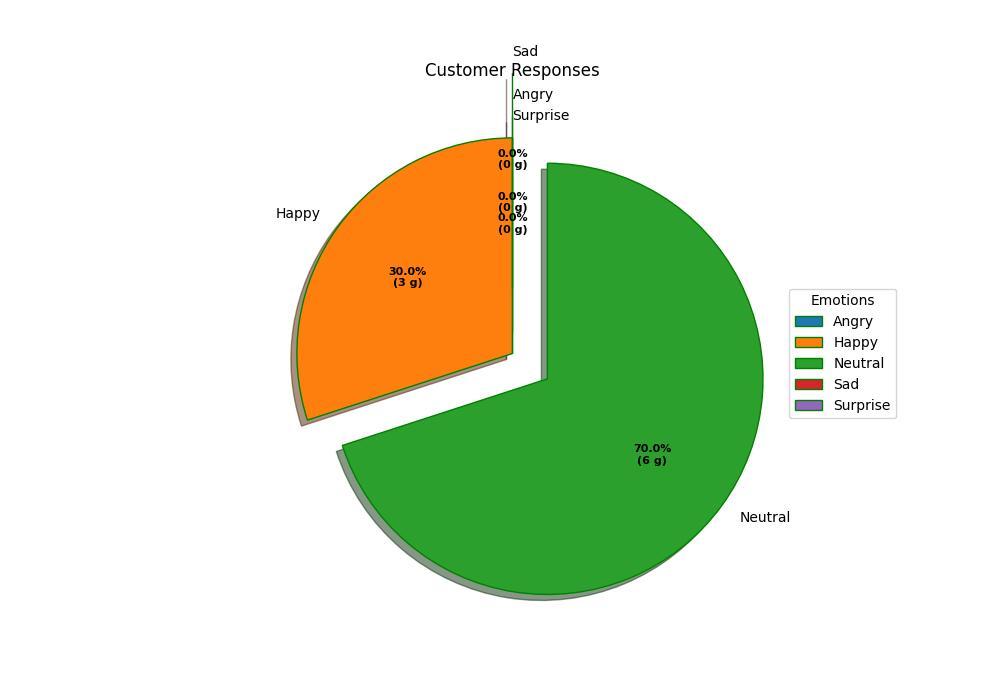 Sad
Customer Responses
Angry
Surprise
0.0%
(0 g)
0.0%
(0 g)
0.0%
(0 g)
Happy
30.0%
(3 g)
70.0%
(6 g)
Neutral
Emotions
Angry
Happy
Neutral
Sad
Surprise